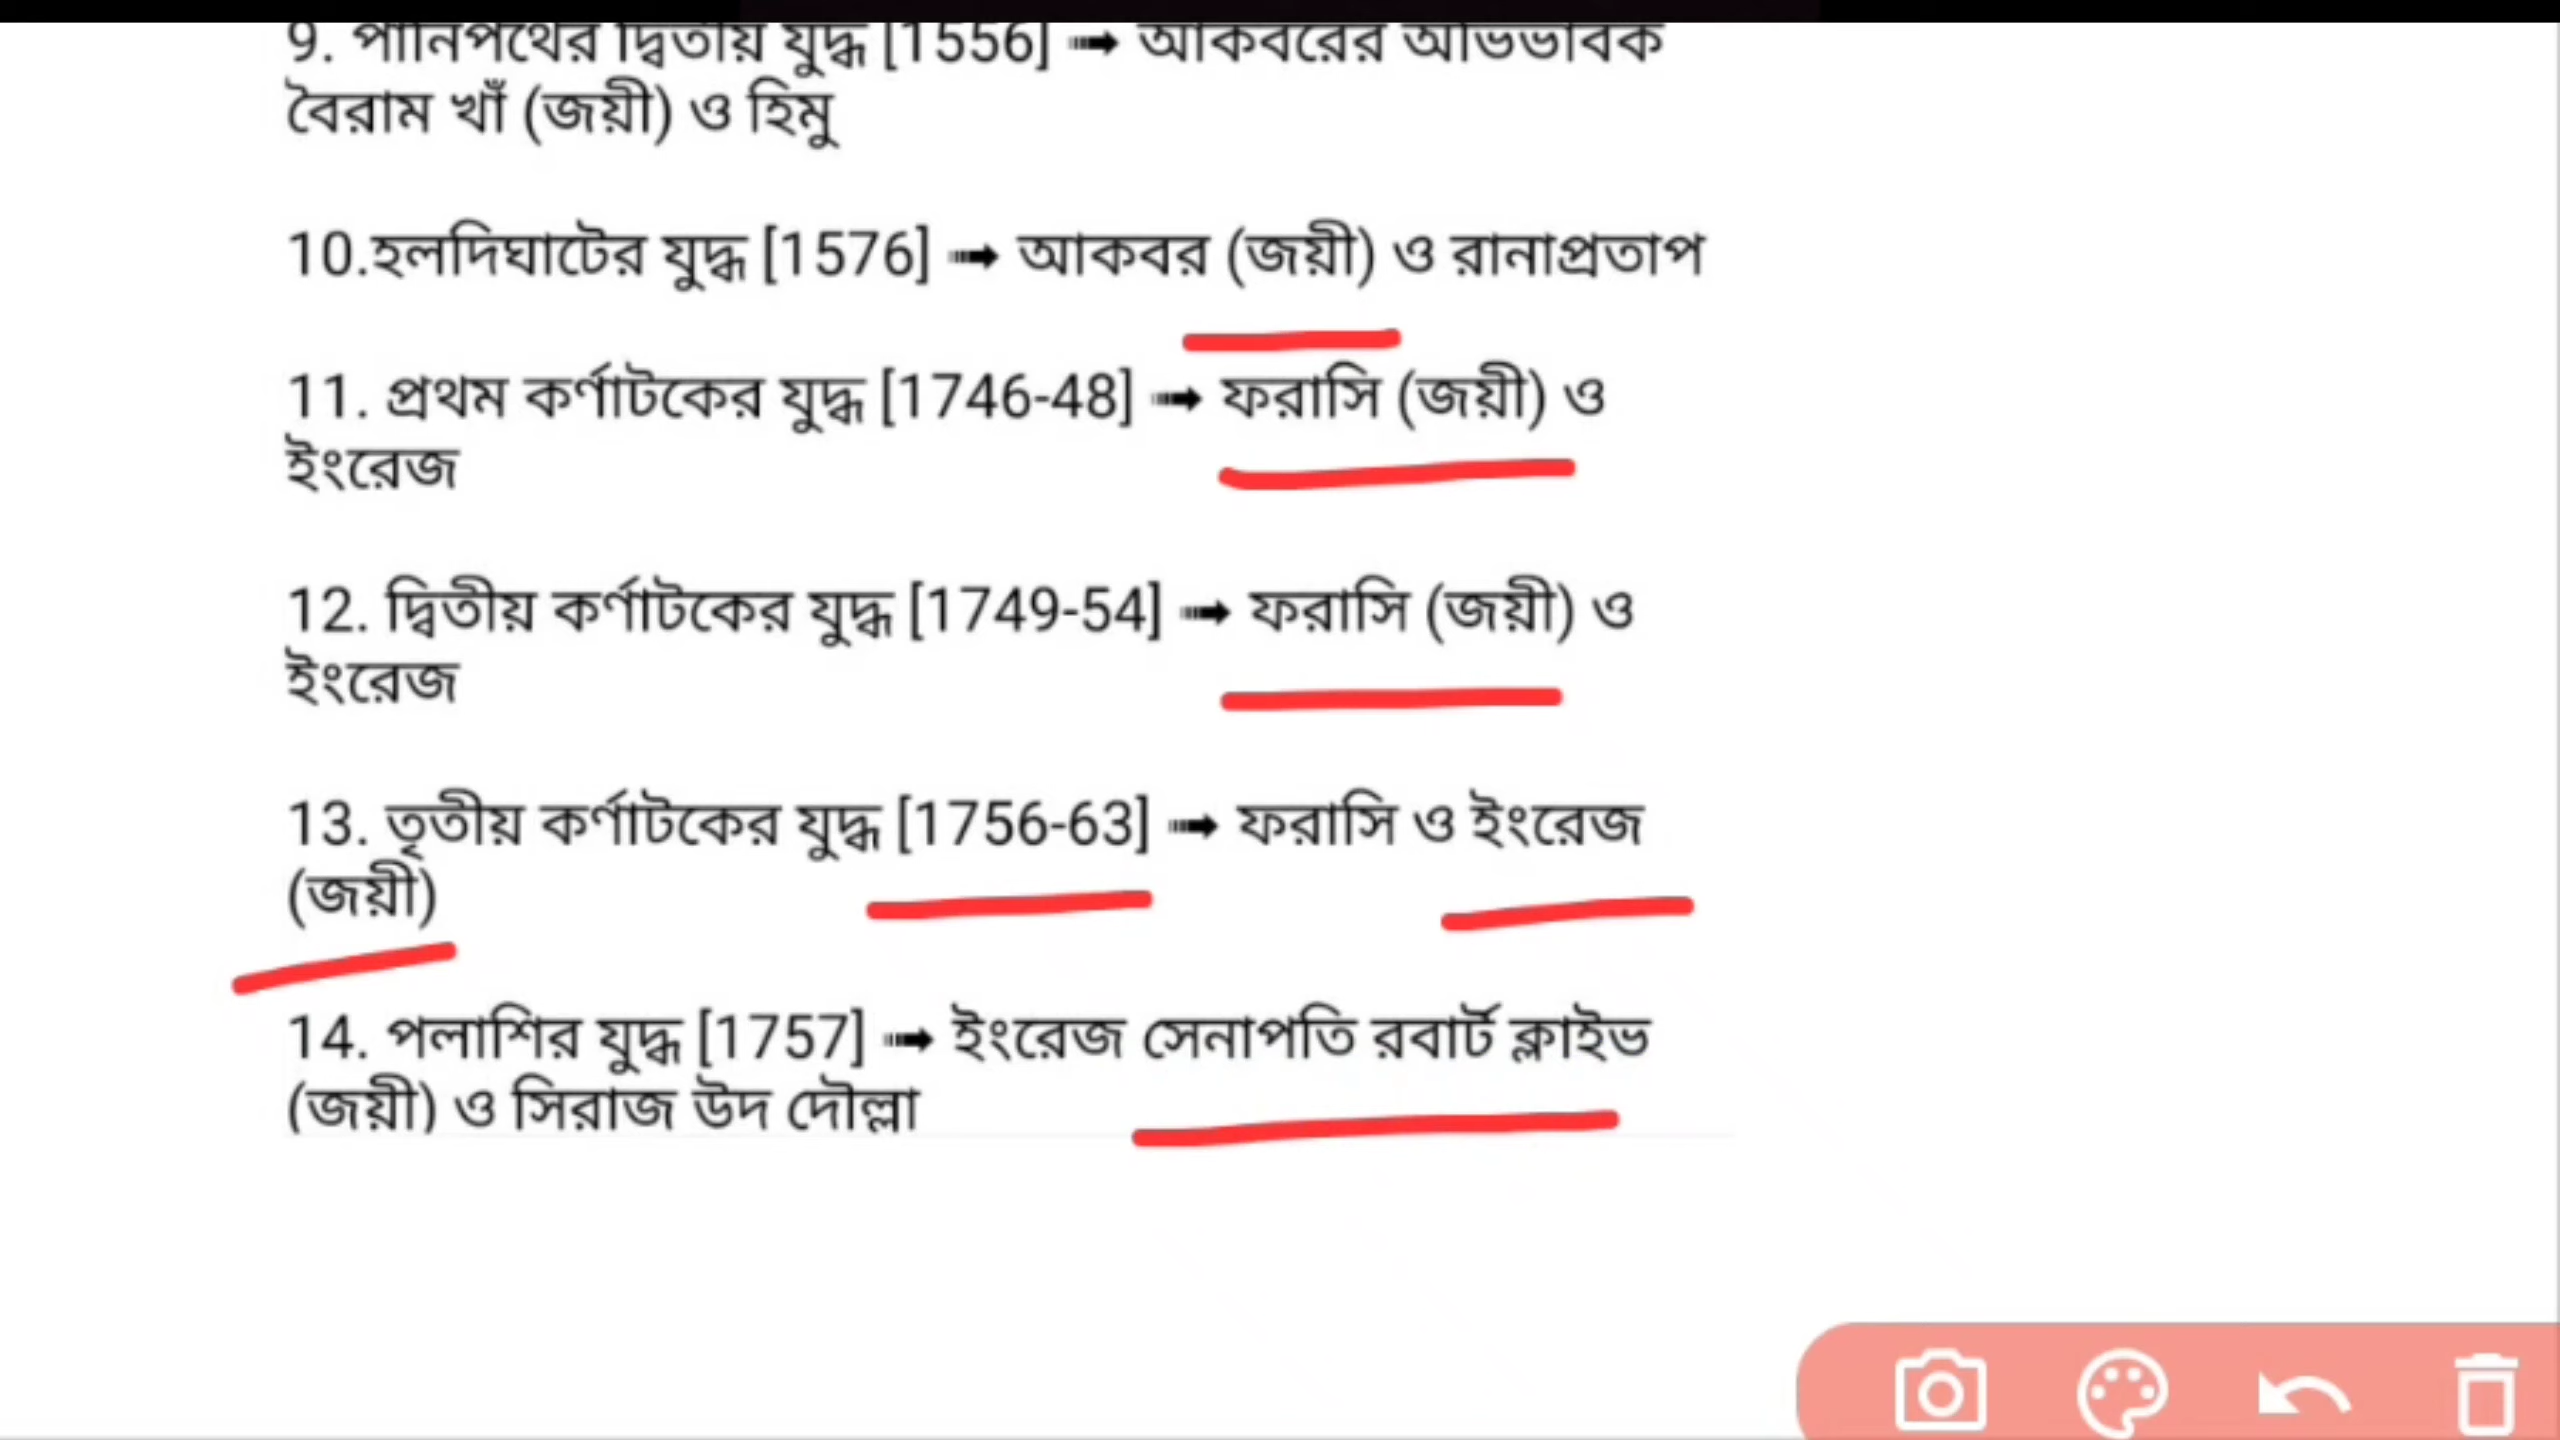 9. পানিপথের দ্বিতীয় যুদ্ধ [1556] ➟ আকবরের অভিভাবক
বৈরাম খাঁ (জয়ী) ও হিমু
10.হলদিঘাটের যুদ্ধ [1576] ➟ আকবর (জয়ী) ও রানাপ্রতাপ
11. প্রথম কর্ণাটকের যুদ্ধ [1746-48] ➟ ফরাসি (জয়ী) ও
ইংরেজ
12. দ্বিতীয় কর্ণাটকের যুদ্ধ [1749-54] ➟ ফরাসি (জয়ী) ও
ইংরেজ
13. তৃতীয় কর্ণাটকের যুদ্ধ [1756-63] ➟ ফরাসি ও ইংরেজ
(জয়ী)
14. পলাশির যুদ্ধ [1757] ➟ ইংরেজ সেনাপতি রবার্ট ক্লাইভ
(জয়ী) ও সিরাজ উদ দৌল্লা